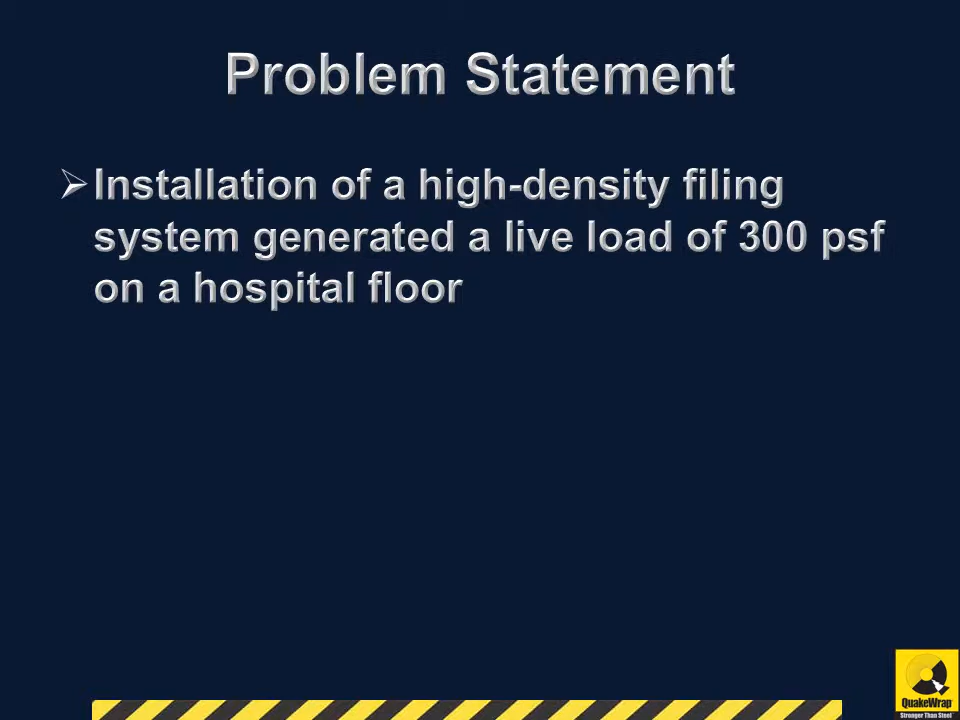 Problem Statement
Installation of a high-density filing
system generated a live load of 300 psf
on a hospital floor
QuakeWrap
Stronger Than Steel